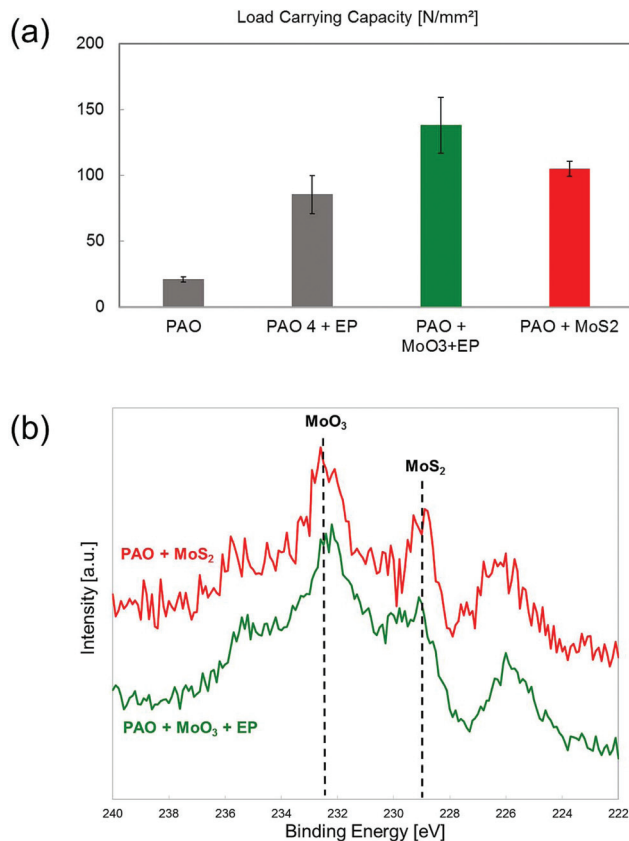 (a)
Load Carrying Capacity [N/mm²]
200
150
100
50
0
PAO
PAO 4 + EP
PAO +
MoO3+EP
PAO + MoS2
(b)
MoO₃
MoS₂
PAO + MoS₂
PAO + MoO₃ + EP
Intensity [a.u.]
240
238
236
234
232
230
228
226
224
222
Binding Energy [eV]